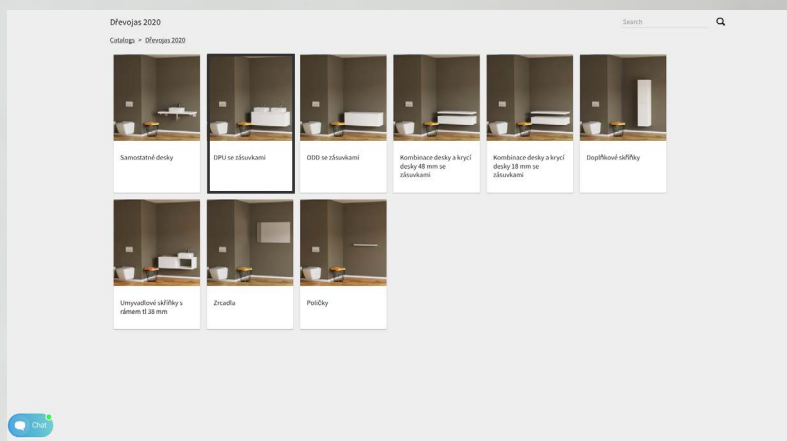 Dřevojas 2020
Search
Catalogs > Dřevojas 2020
Samostatné desky
DPU se zásuvkami
ODD se zásuvkami
Kombinace desky a krycí
desky 48 mm se
zásuvkami
Kombinace desky a krycí
desky 18 mm se
zásuvkami
Doplňkové skříňky
Umyvadlové skříňky s
rámem tl 38 mm
Zrcadla
Poličky
Chat